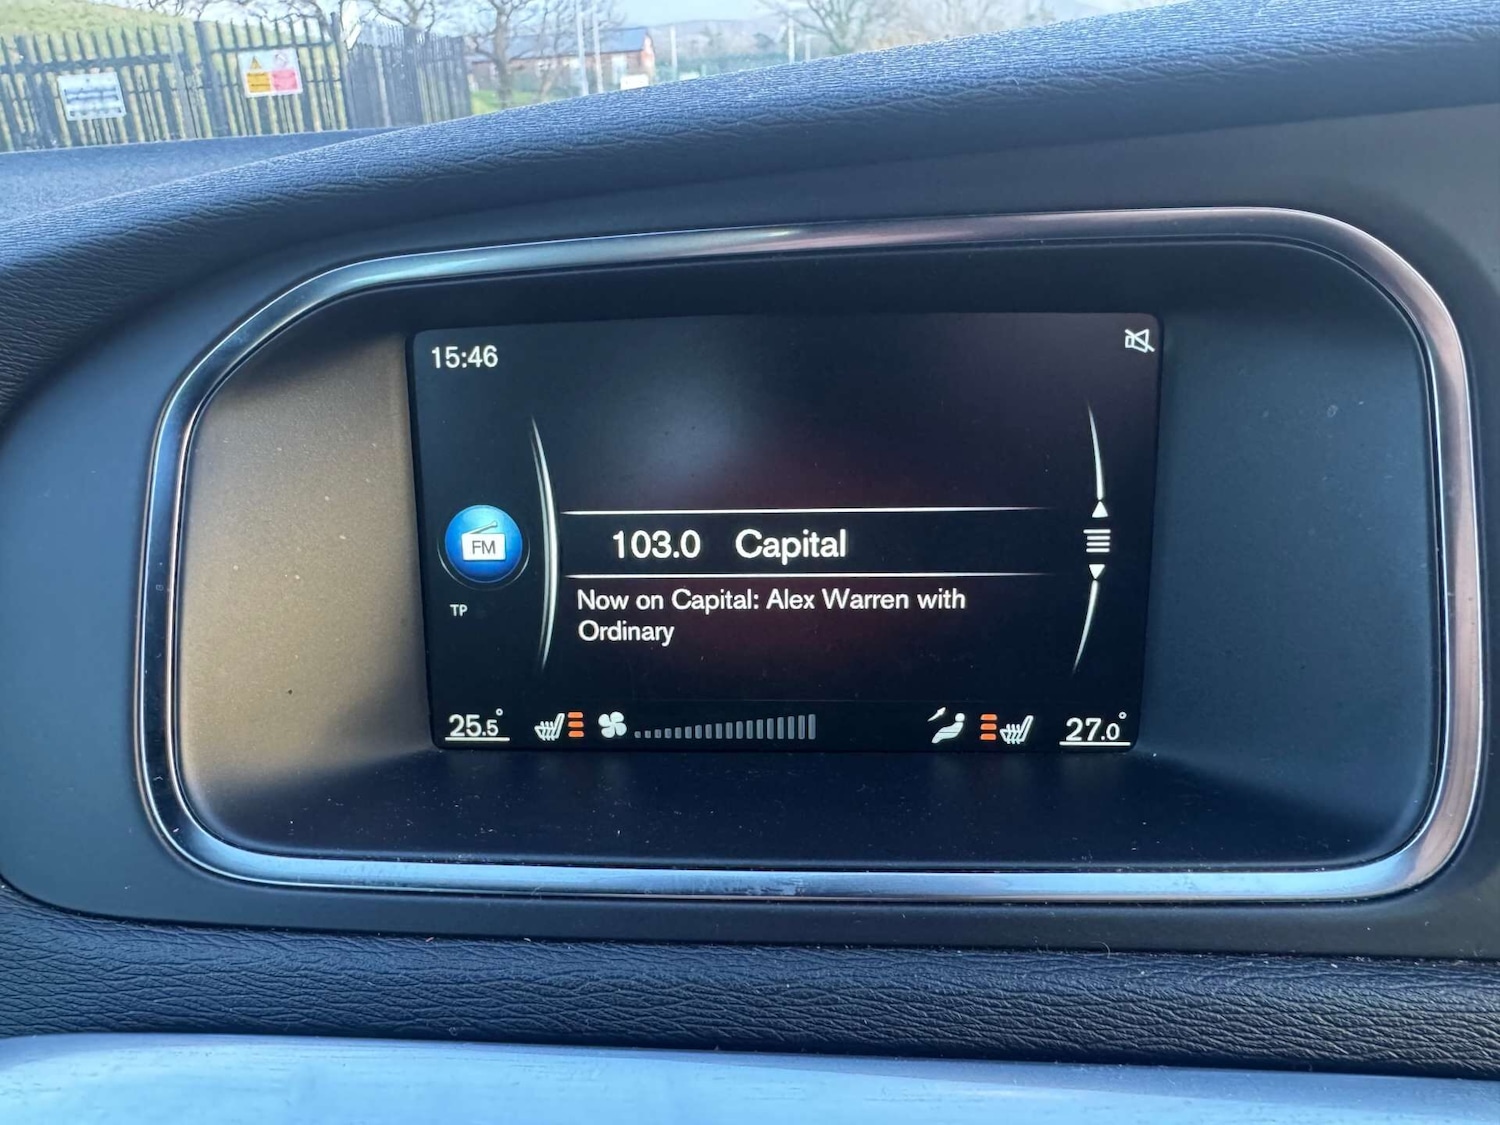 15:46
FM
103.0 Capital
TP
Now on Capital: Alex Warren with
Ordinary
25.5°
27.0°